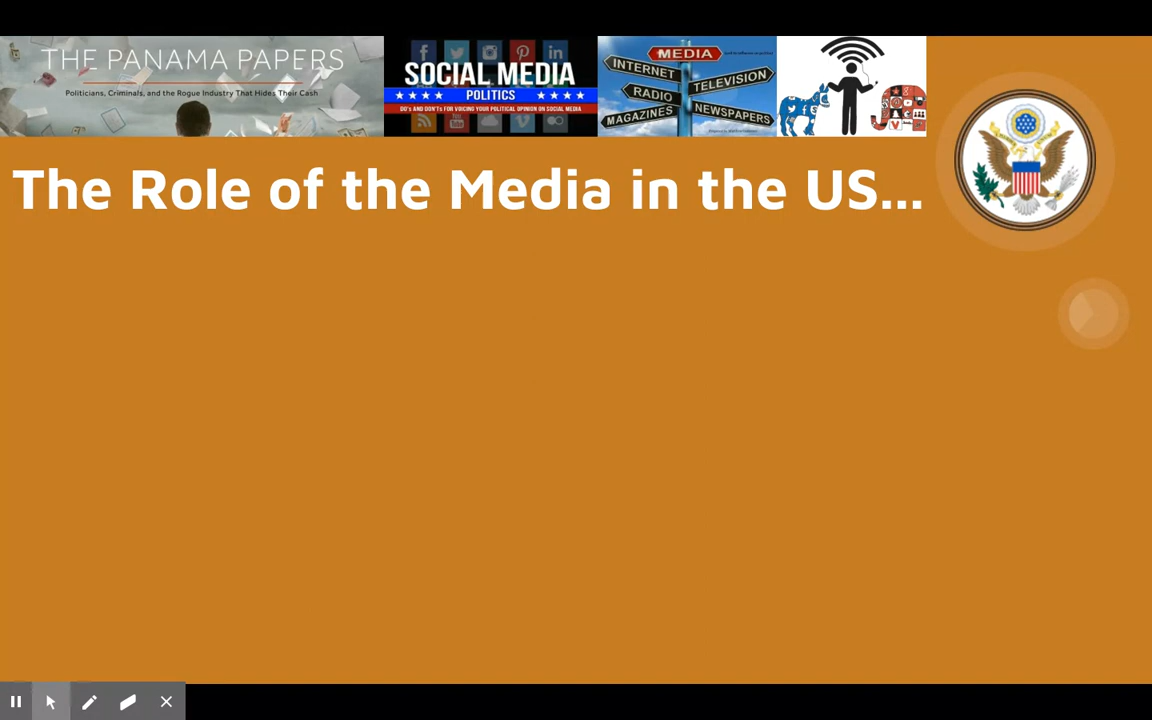 THE PANAMA PAPERS
Politicians, Criminals, and the Rogue Industry That Hides Their Cash
SOCIAL MEDIA
POLITICS
DO's AND DON'Ts FOR VOICING YOUR POLITICAL OPINION ON SOCIAL MEDIA
You
Tube
MEDIA
INTERNET
TELEVISION
RADIO
MAGAZINES
NEWSPAPERS
The Role of the Media in the US...